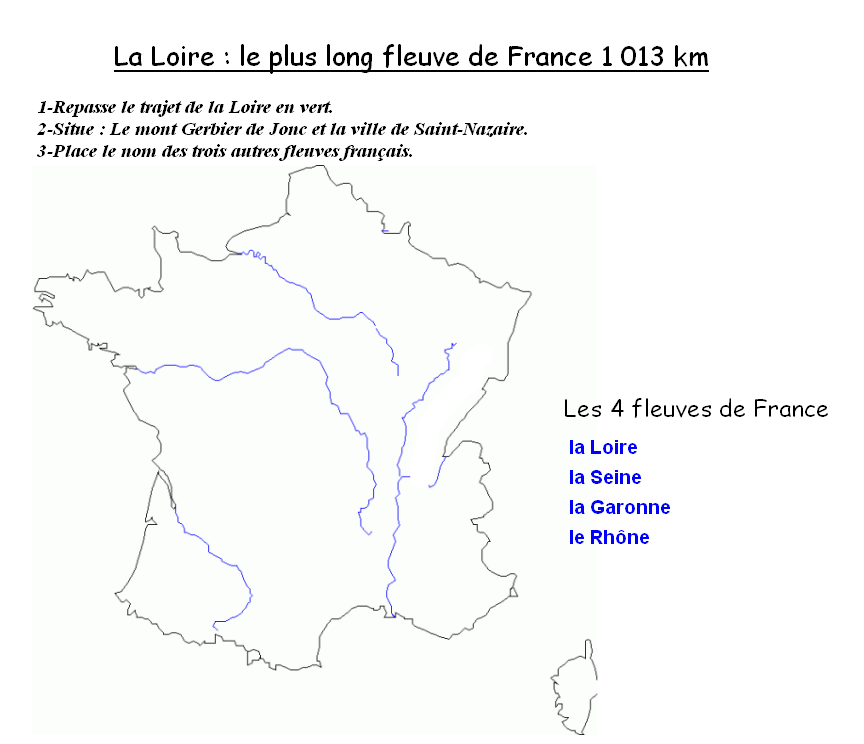 La Loire : le plus long fleuve de France 1 013 km
1-Repasse le trajet de la Loire en vert.
2-Situe : Le mont Gerbier de Jonc et la ville de Saint-Nazaire.
3-Place le nom des trois autres fleuves français.
Les 4 fleuves de France
la Loire
la Seine
la Garonne
le Rhône